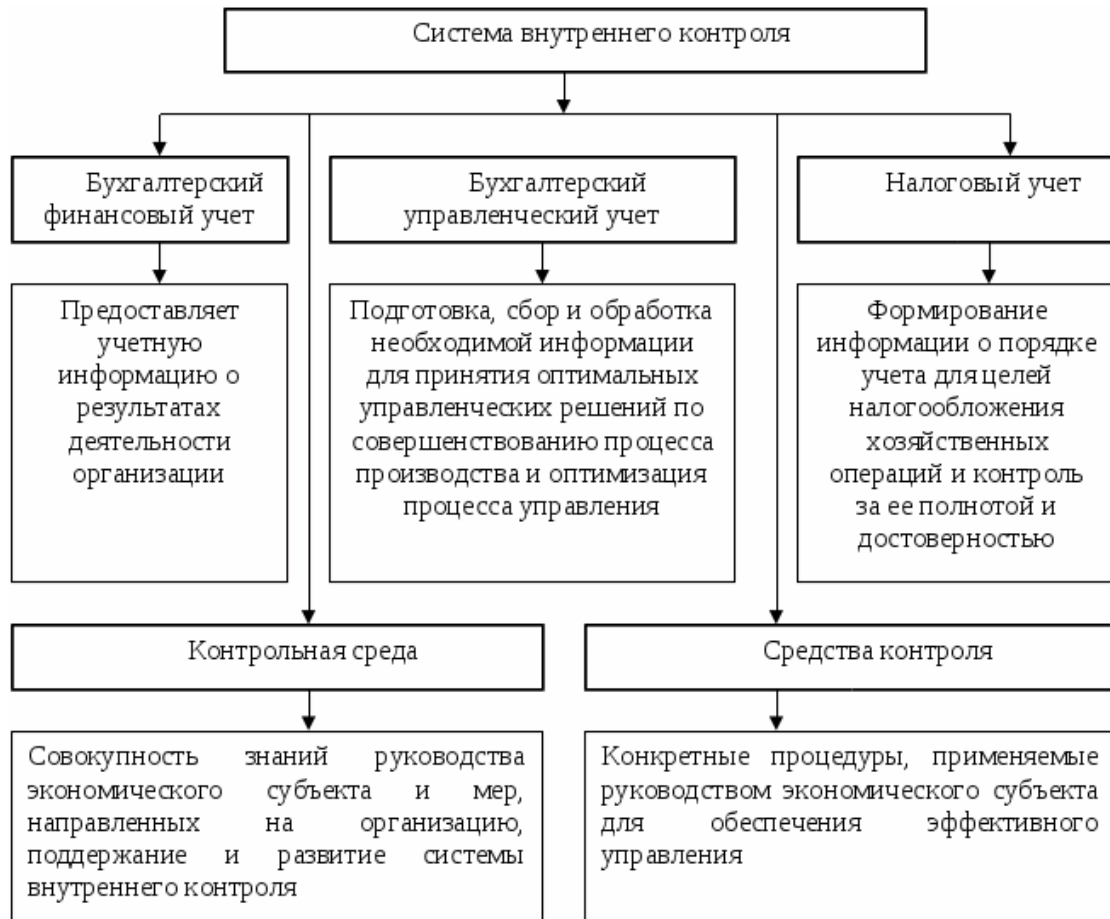 Система внутреннего контроля
Бухгалтерский
финансовый учет
Бухгалтерский
управленческий учет
Налоговый учет
Предоставляет
учетную
информацию о
результатах
деятельности
организации
Подготовка, сбор и обработка
необходимой информации
для принятия оптимальных
управленческих решений по
совершенствованию процесса
производства и оптимизация
процесса управления
Формирование
информации о порядке
учета для целей
налогообложения
хозяйственных
операций и контроль
за ее полнотой и
достоверностью
Контрольная среда
Средства контроля
Совокупность знаний руководства
экономического субъекта и мер,
направленных на организацию,
поддержание и развитие системы
внутреннего контроля
Конкретные процедуры, применяемые
руководством экономического субъекта
для обеспечения эффективного
управления